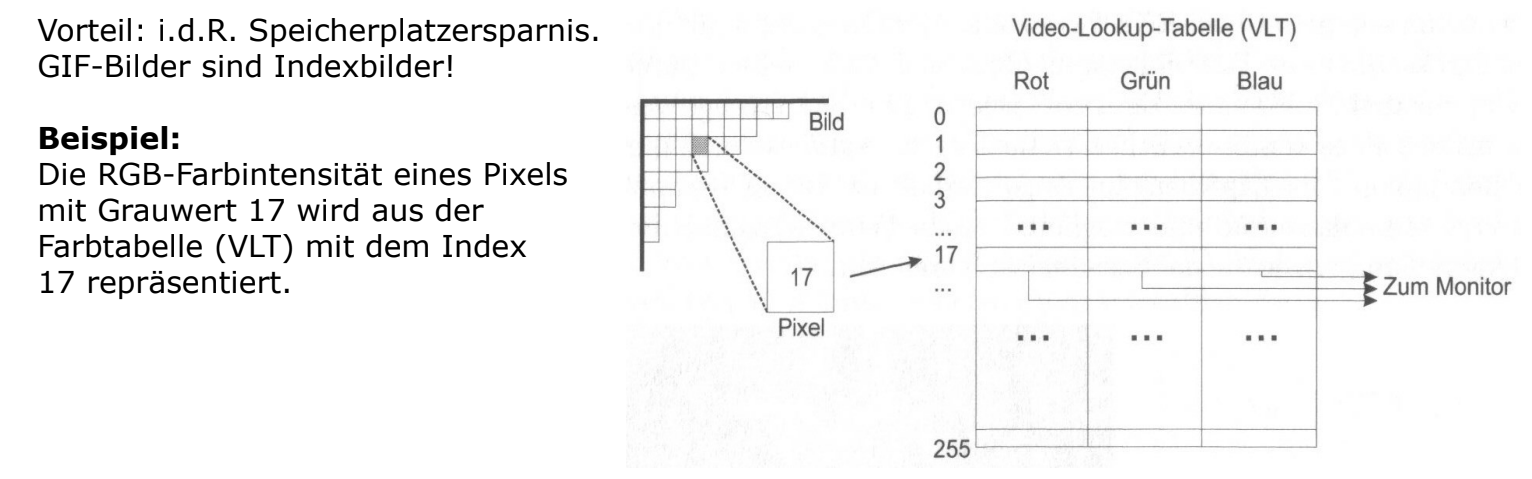 Vorteil: i.d.R. Speicherplatzersparnis.
GIF-Bilder sind Indexbilder!
Beispiel:
Die RGB-Farbintensität eines Pixels
mit Grauwert 17 wird aus der
Farbtabelle (VLT) mit dem Index
17 repräsentiert.
Video-Lookup-Tabelle (VLT)
Rot Grün Blau
Bild
17
Pixel
0
1
2
3
... ... ... ...
17
...
Zum Monitor
... ... ...
255